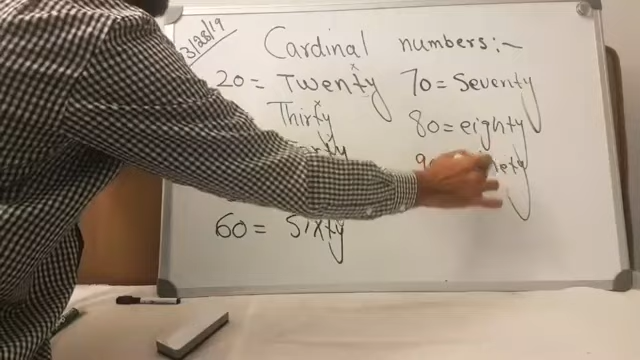 3/28/19
Cardinal numbers:-
20 = Twenty
Thirty
60 = Sixty
70 = Seventy
80 = eighty